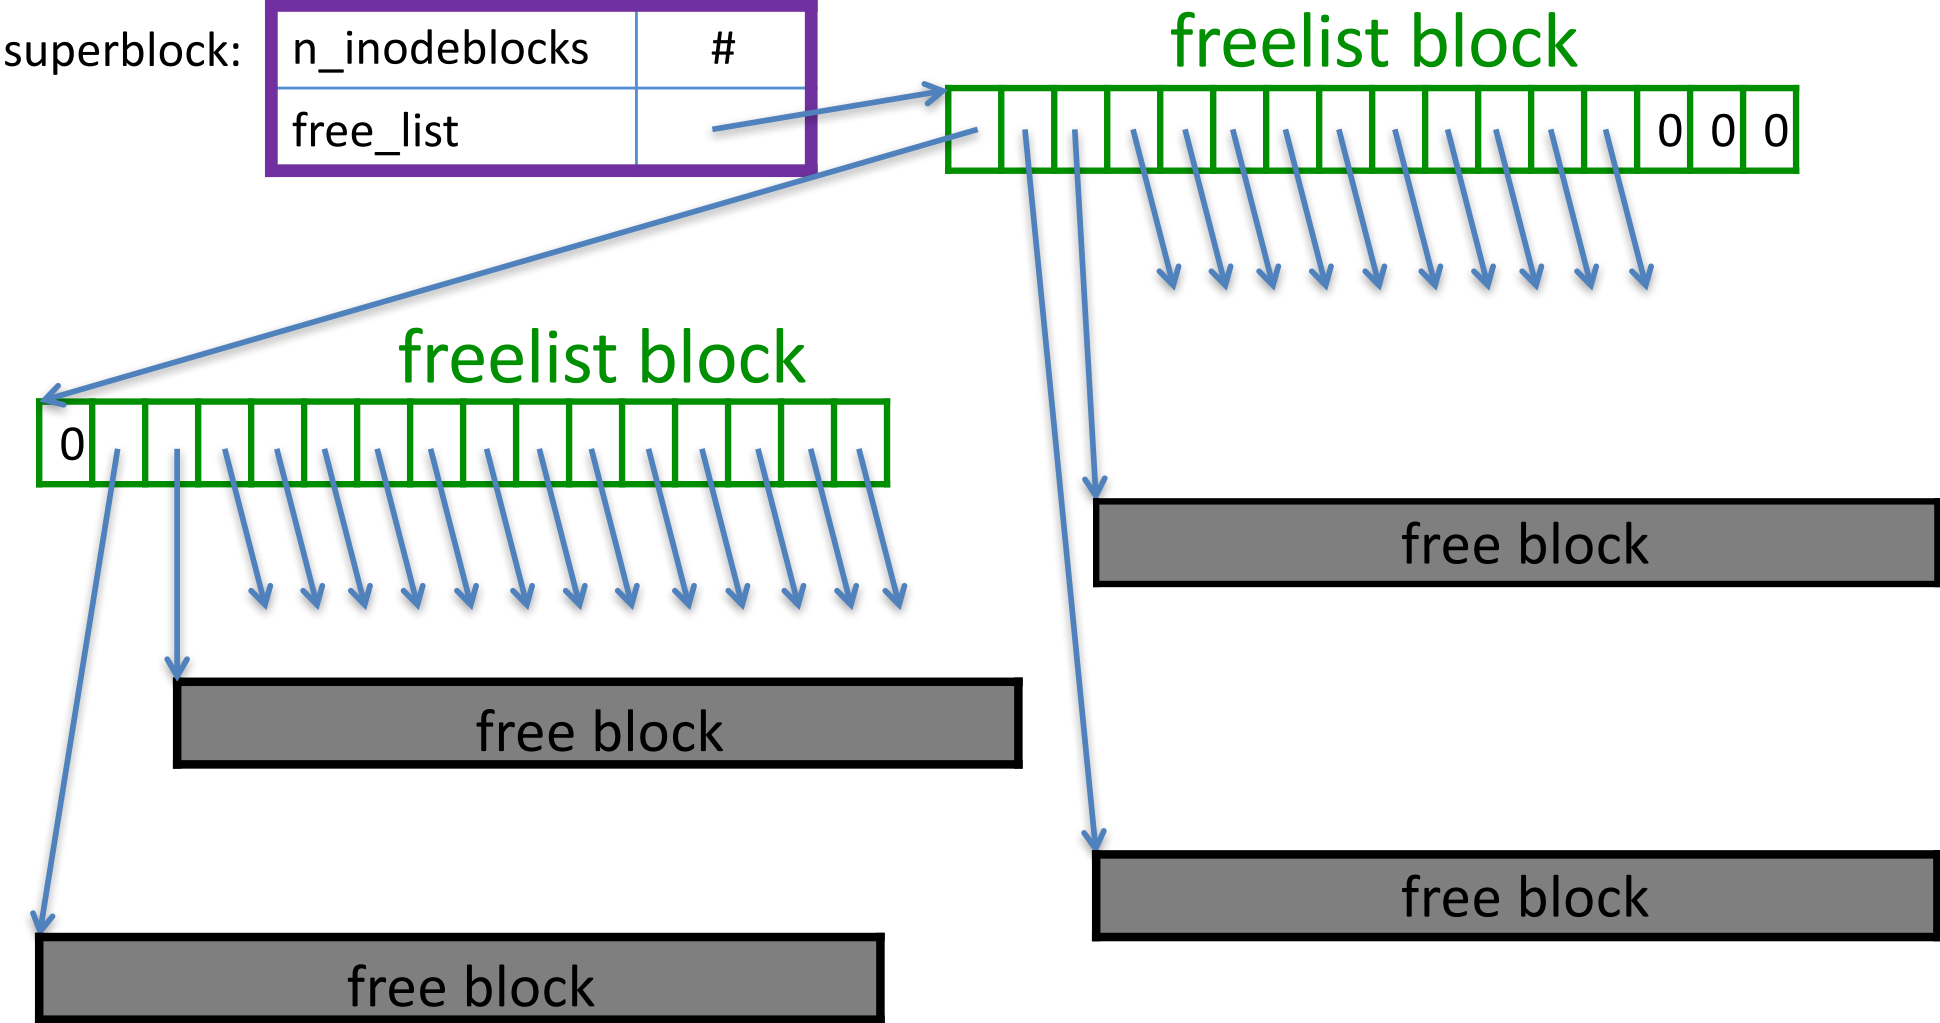 superblock:
n_inodeblocks #
free_list
freelist block
0 0 0
freelist block
0
free block
free block
free block
free block